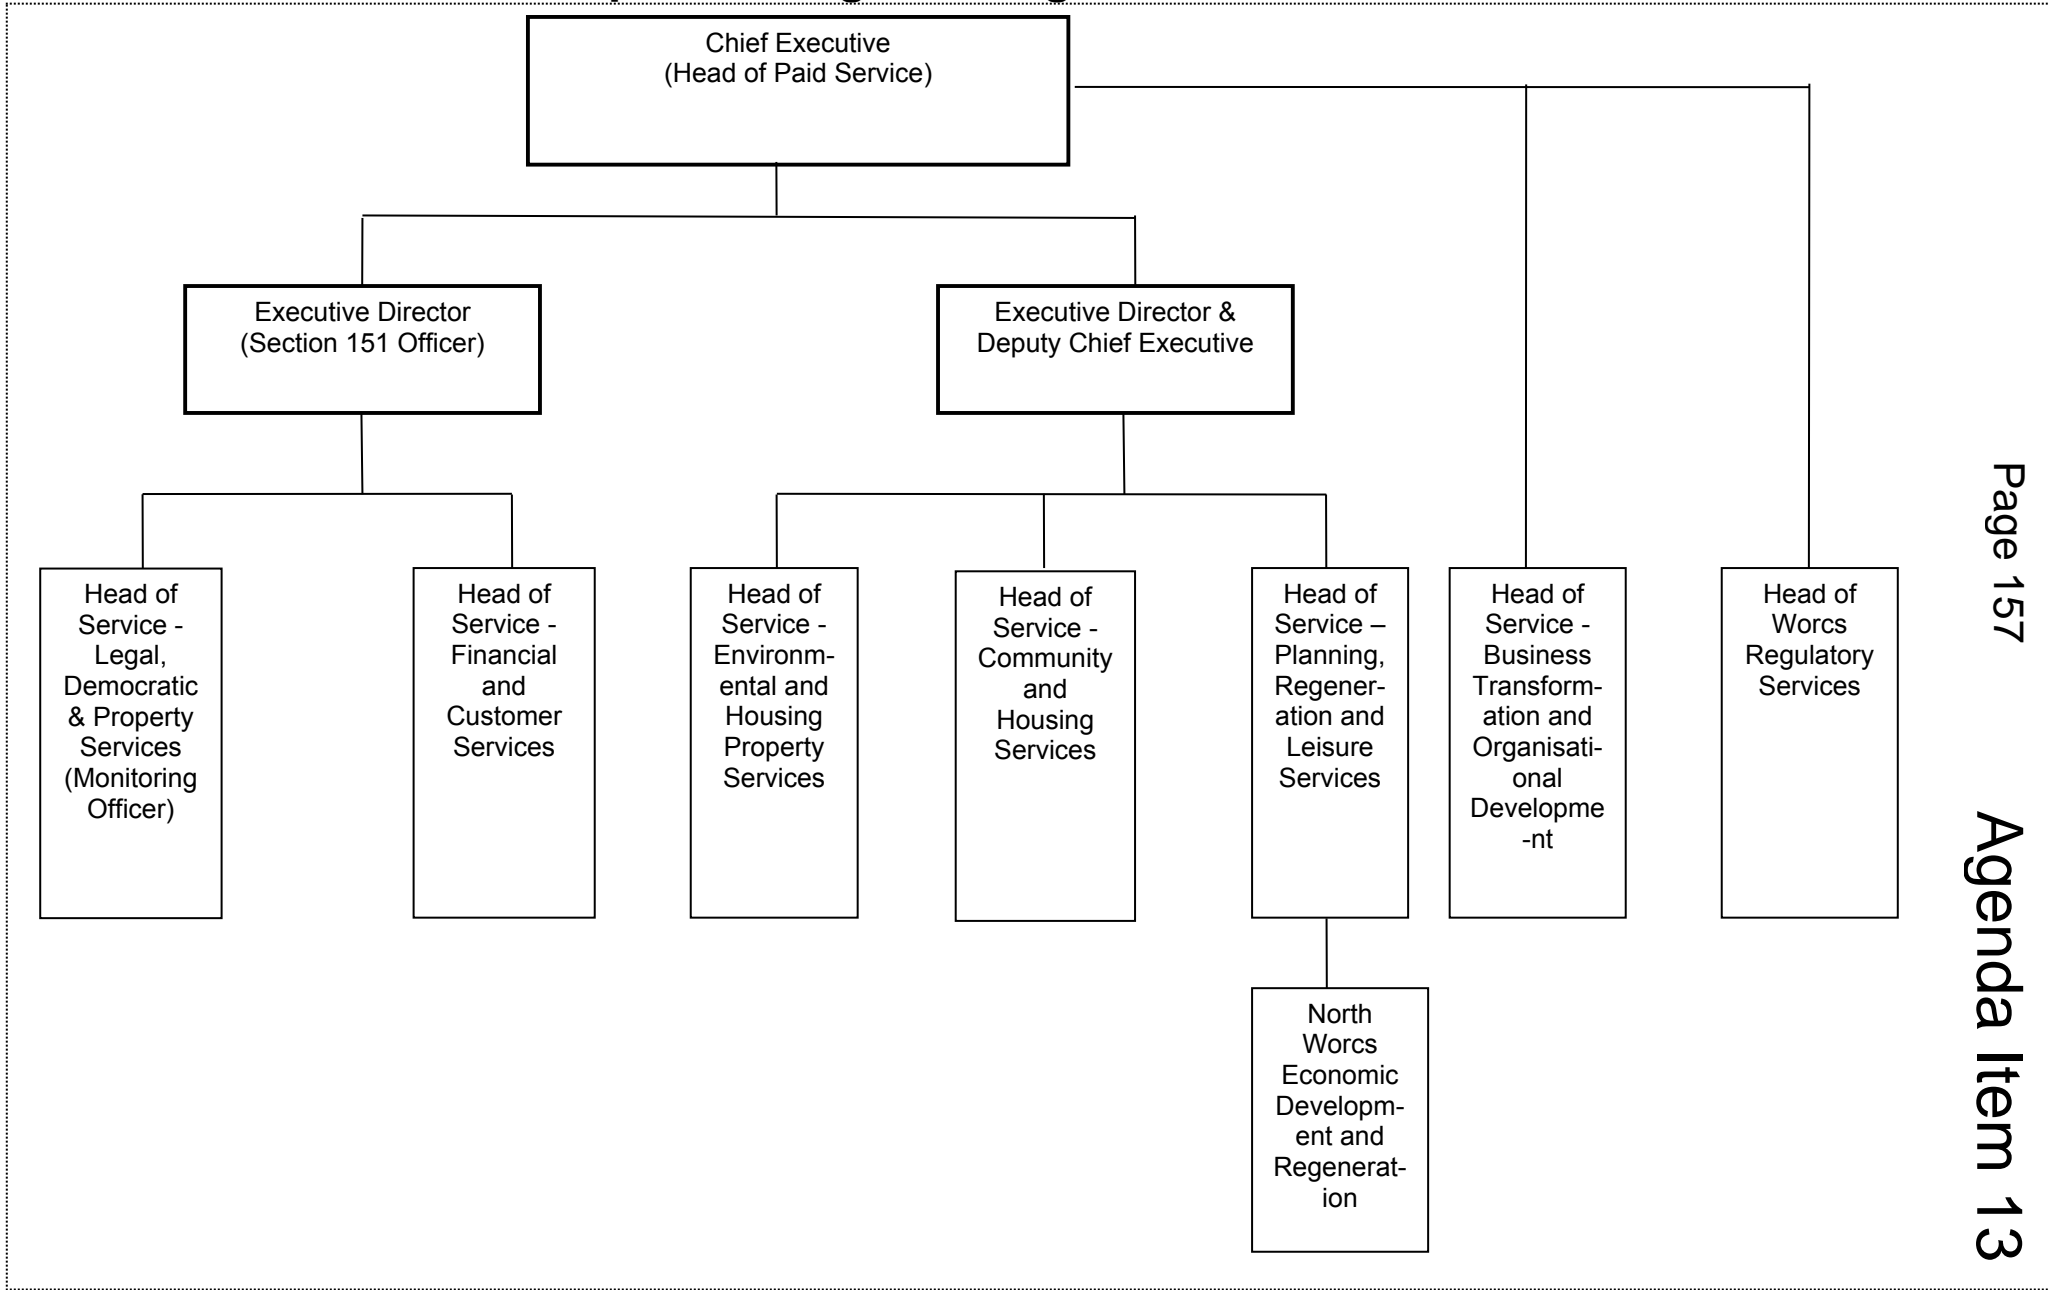 Chief Executive
(Head of Paid Service)
Executive Director
(Section 151 Officer)
Executive Director &
Deputy Chief Executive
Head of
Service -
Legal,
Democratic
& Property
Services
(Monitoring
Officer)
Head of
Service -
Financial
and
Customer
Services
Head of
Service -
Environm-
ental and
Housing
Property
Services
Head of
Service -
Community
and
Housing
Services
Head of
Service –
Planning,
Regener-
ation and
Leisure
Services
Head of
Service -
Business
Transform-
ation and
Organisati-
onal
Developme
-nt
Head of
Worcs
Regulatory
Services
North
Worcs
Economic
Developm-
ent and
Regenerat-
ion
Page 157
Agenda Item 13